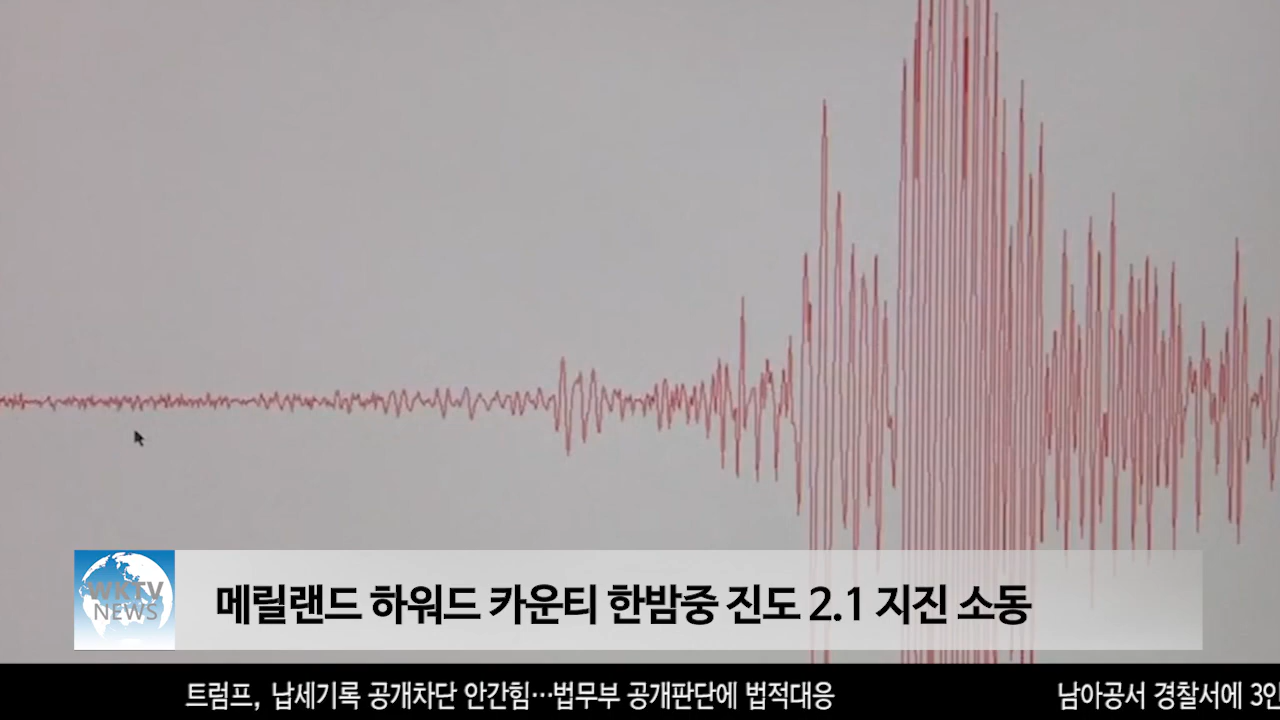 WKTV
NEWS
메릴랜드 하워드 카운티 한밤중 진도 2.1 지진 소동
트럼프, 납세기록 공개차단 안간힘…법무부 공개판단에 법적대응
남아공서 경찰서에 3인